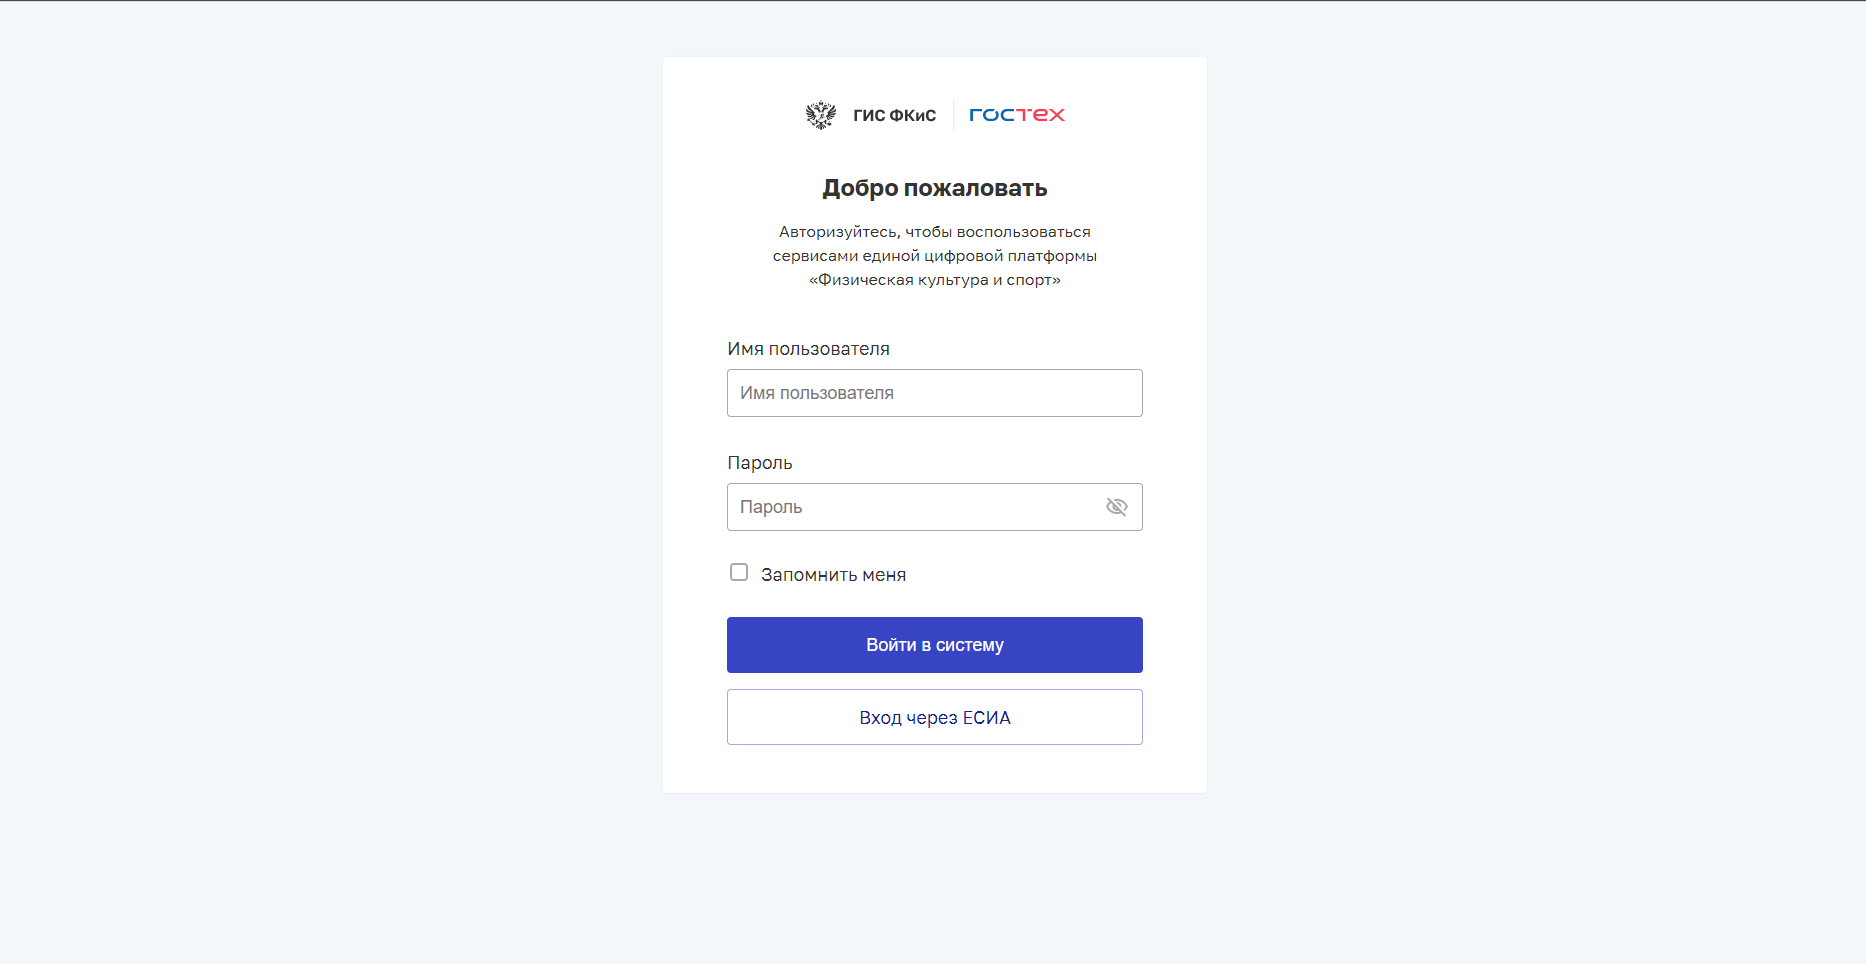 ГИС ФКиС
гостех
Добро пожаловать
Авторизуйтесь, чтобы воспользоваться
сервисами единой цифровой платформы
«Физическая культура и спорт»
Имя пользователя
Имя пользователя
Пароль
Пароль
Запомнить меня
Войти в систему
Вход через ЕСИА